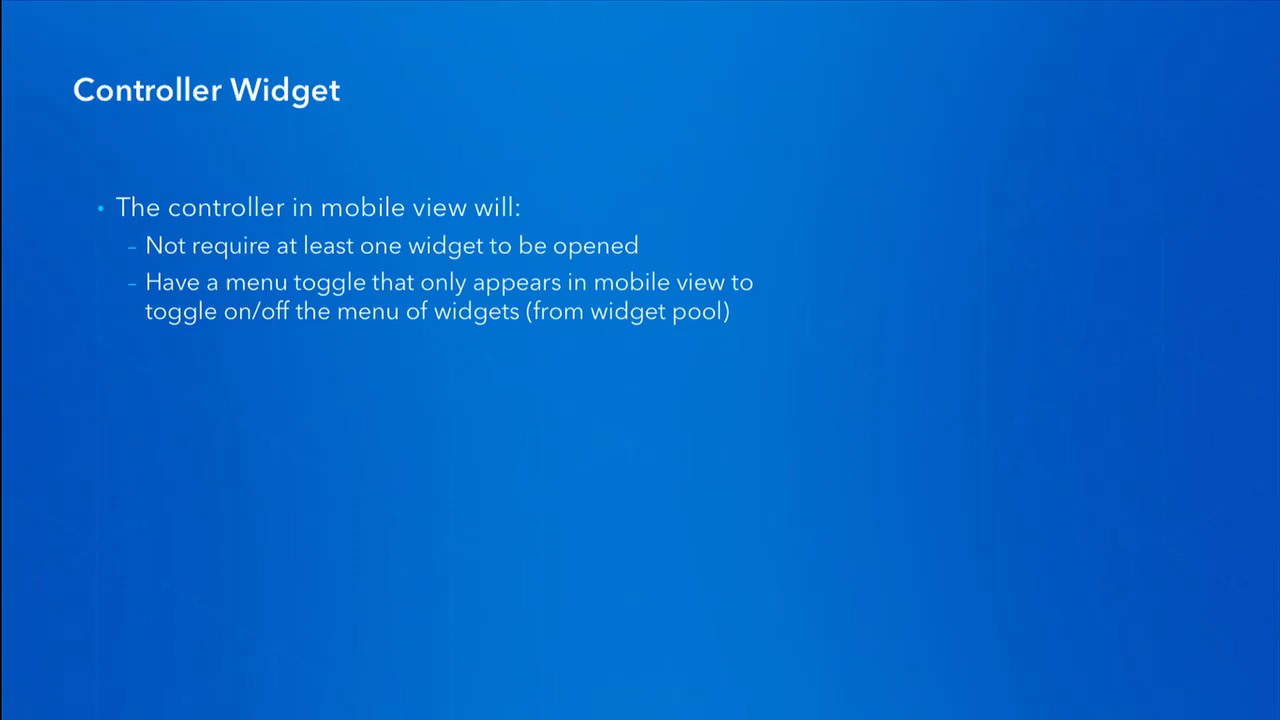 Controller Widget
• The controller in mobile view will:
– Not require at least one widget to be opened
– Have a menu toggle that only appears in mobile view to
toggle on/off the menu of widgets (from widget pool)